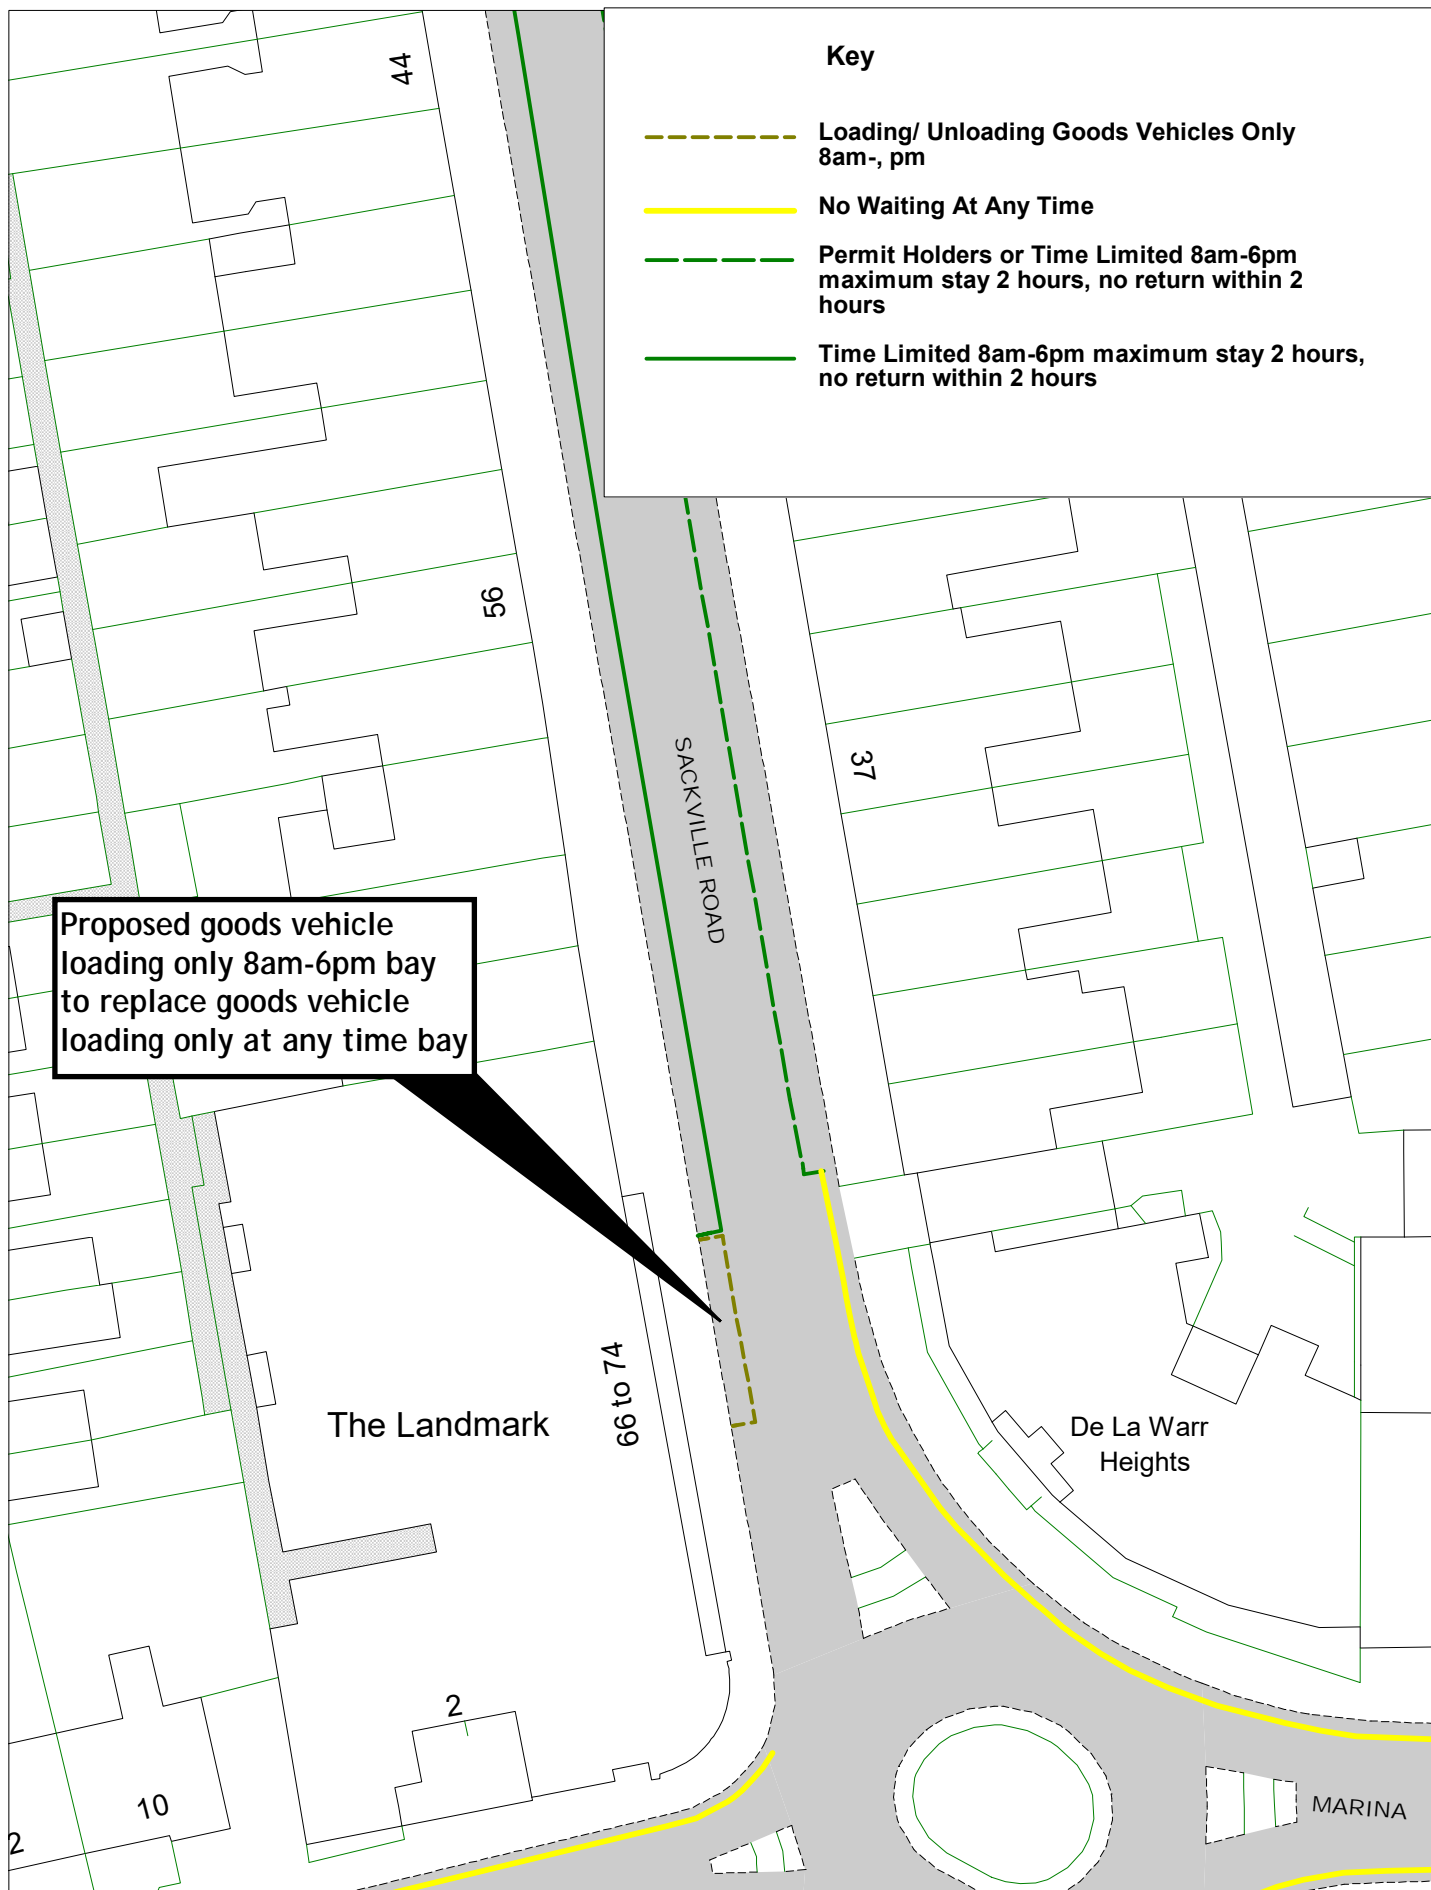 Key
Loading/ Unloading Goods Vehicles Only
8am-, pm
No Waiting At Any Time
Permit Holders or Time Limited 8am-6pm
maximum stay 2 hours, no return within 2
hours
Time Limited 8am-6pm maximum stay 2 hours,
no return within 2 hours
44
56
37
SACKVILLE ROAD
Proposed goods vehicle
loading only 8am-6pm bay
to replace goods vehicle
loading only at any time bay
66 to 74
The Landmark
De La Warr
Heights
2
10
2
MARINA